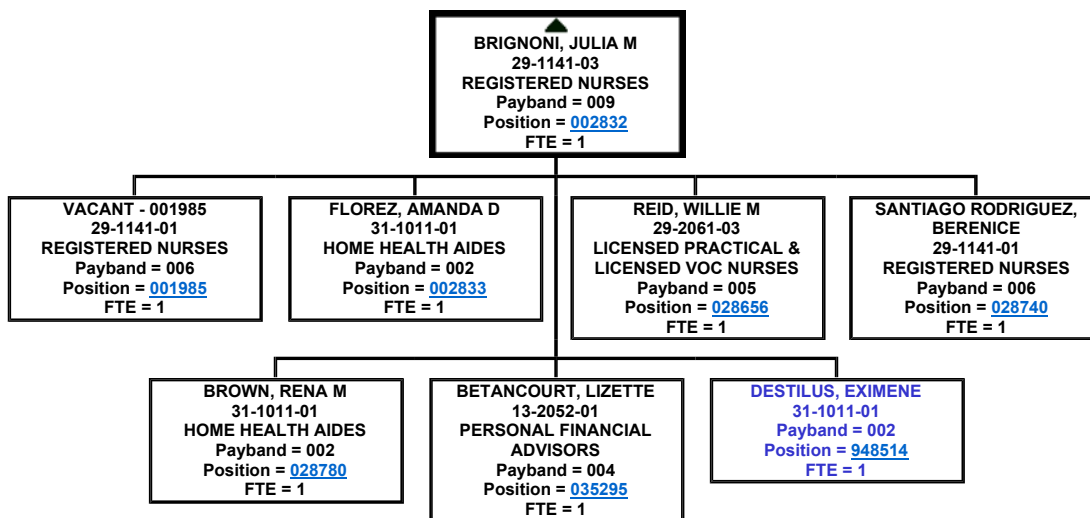 BRIGNONI, JULIA M
29-1141-03
REGISTERED NURSES
Payband = 009
Position = 002832
FTE = 1
VACANT - 001985
29-1141-01
REGISTERED NURSES
Payband = 006
Position = 001985
FTE = 1
FLOREZ, AMANDA D
31-1011-01
HOME HEALTH AIDES
Payband = 002
Position = 002833
FTE = 1
REID, WILLIE M
29-2061-03
LICENSED PRACTICAL &
LICENSED VOC NURSES
Payband = 005
Position = 028656
FTE = 1
SANTIAGO RODRIGUEZ,
BERENICE
29-1141-01
REGISTERED NURSES
Payband = 006
Position = 028740
FTE = 1
BROWN, RENA M
31-1011-01
HOME HEALTH AIDES
Payband = 002
Position = 028780
FTE = 1
BETANCOURT, LIZETTE
13-2052-01
PERSONAL FINANCIAL
ADVISORS
Payband = 004
Position = 035295
FTE = 1
DESTILUS, EXIMENE
31-1011-01
Payband = 002
Position = 948514
FTE = 1